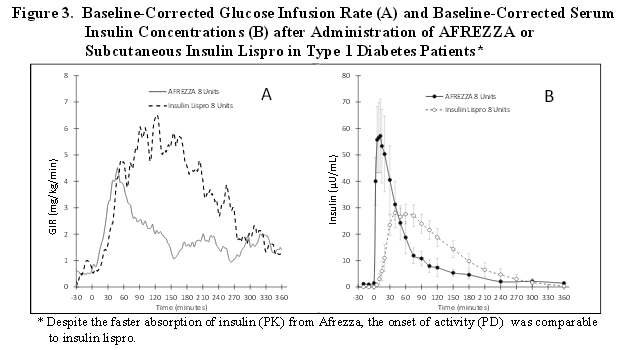 Figure 3. Baseline-Corrected Glucose Infusion Rate (A) and Baseline-Corrected Serum
Insulin Concentrations (B) after Administration of AFREZZA or
Subcutaneous Insulin Lispro in Type 1 Diabetes Patients*
8
7
6
5
4
3
2
1
0
GIR (mg/kg/min)
AFREZZA 8 Units
Insulin Lispro 8 Units
A
-30 0 30 60 90 120 150 180 210 240 270 300 330 360
Time (minutes)
80
70
60
50
40
30
20
10
0
Insulin (µU/mL)
AFREZZA 8 Units
Insulin Lispro 8 Units
B
-30 0 30 60 90 120 150 180 210 240 270 300 330 360
Time (minutes)
* Despite the faster absorption of insulin (PK) from Afrezza, the onset of activity (PD) was comparable
to insulin lispro.